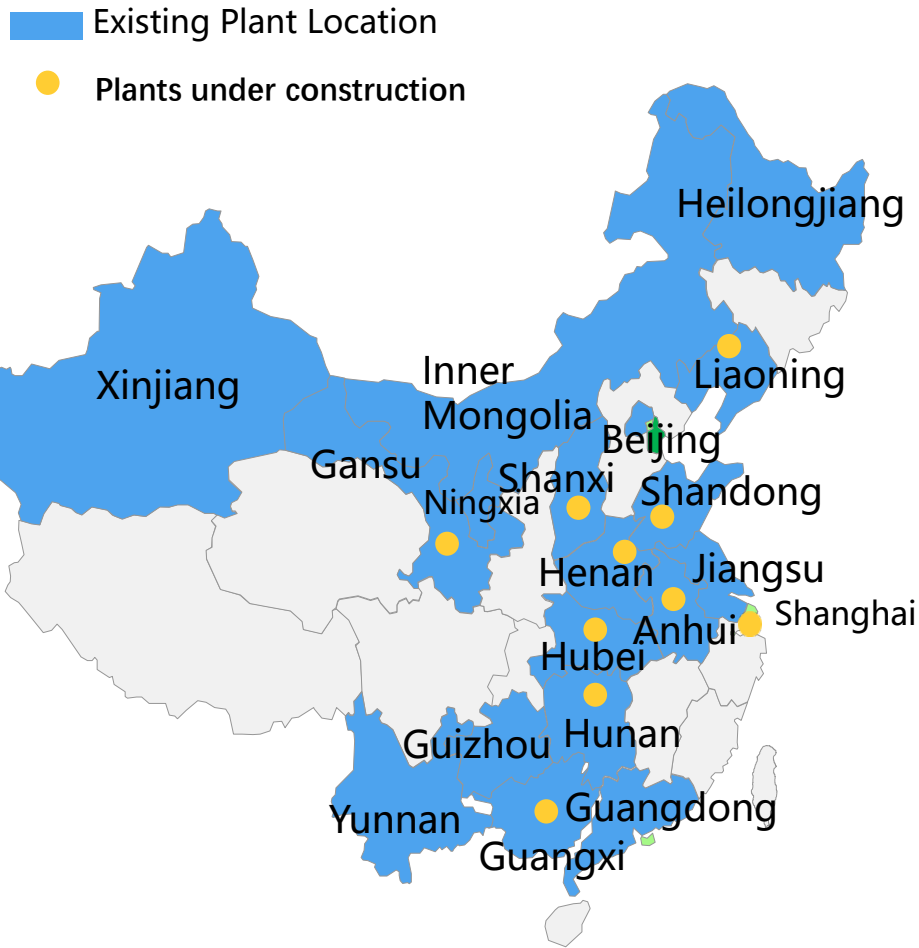 Existing Plant Location
Plants under construction
Heilongjiang
Inner
Mongolia
Xinjiang
Liaoning
Beijing
Gansu
Shanxi
Ningxia
Shandong
Henan
Jiangsu
Shanghai
Anhui
Hubei
Hunan
Guizhou
Yunnan
Guangdong
Guangxi